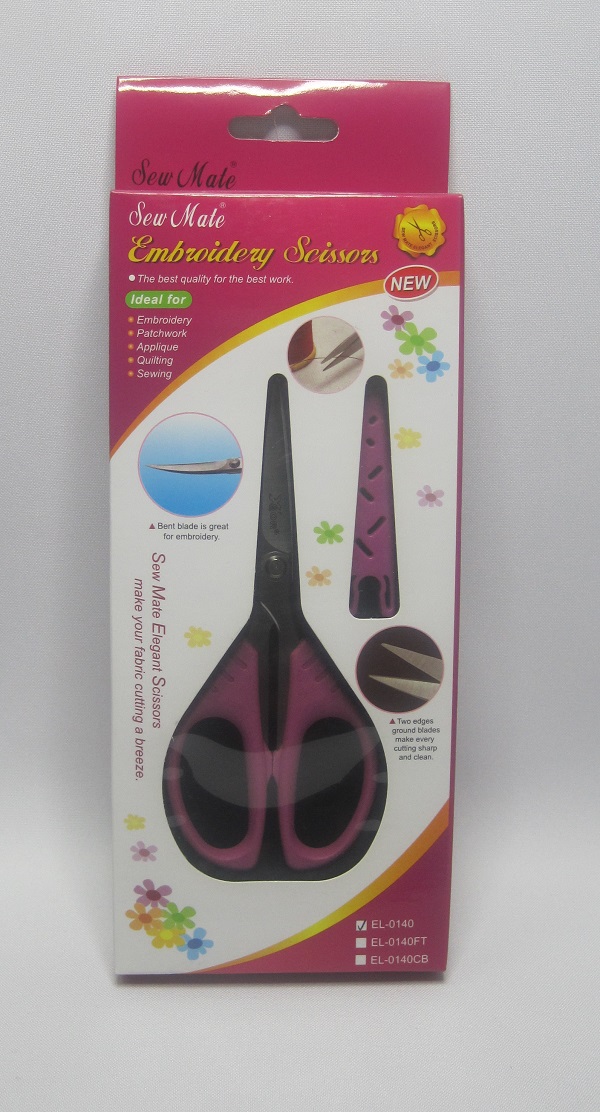 Sew Mate®
Sew Mate®
Embroidery Scissors
The best quality for the best work.
NEW
Ideal for
Embroidery
Patchwork
Applique
Quilting
Sewing
Bent blade is great
for embroidery.
Sew Mate Elegant Scissors
make your fabric cutting a breeze.
Two edges
ground blades
make every
cutting sharp
and clean.
EL-0140
EL-0140FT
EL-0140CB